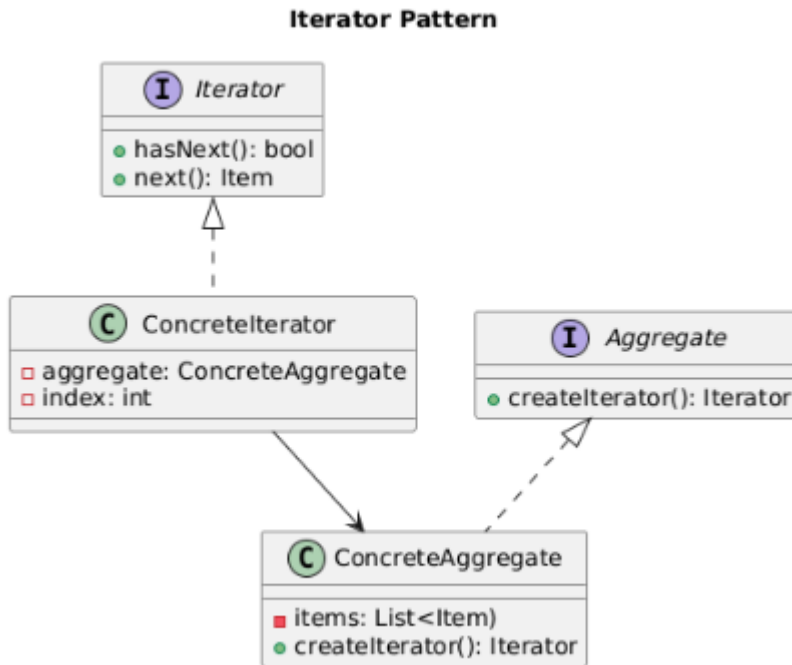 Iterator Pattern
I Iterator
hasNext(): bool
next(): Item
C ConcreteIterator
aggregate: ConcreteAggregate
index: int
I Aggregate
createIterator(): Iterator
C ConcreteAggregate
items: List<Item)
createIterator(): Iterator